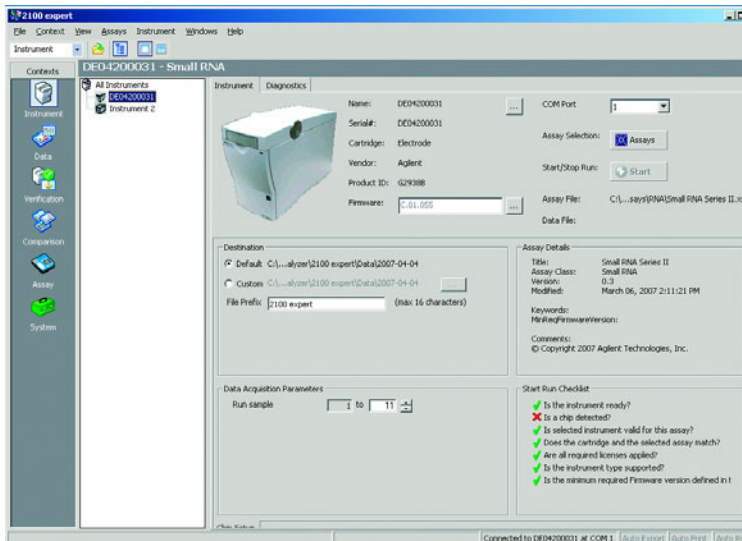 2100 expert
File Context View Assays Instrument Windows Help
Instrument
Contexts
DE04200031 - Small RNA
Instrument
Data
Verification
Comparison
Assay
System
All Instruments
DE04200031
Instrument 2
Instrument Diagnostics
Name: DE04200031 ...
Serial#: DE04200031
Cartridge: Electrode
Vendor: Agilent
Product ID: G2938B
Firmware: C.01.055 ...
COM Port 1
Assay Selection: Assays
Start/Stop Run: Start
Assay File: C:\...says\RNA\Small RNA Series II.x
Data File:
Destination
Default C:\...alyzer\2100 expert\Data\2007-04-04
Custom C:\...alyzer\2100 expert\Data\2007-04-04 ...
File Prefix 2100 expert (max 16 characters)
Assay Details
Title: Small RNA Series II
Assay Class: Small RNA
Version: 0.3
Modified: March 06, 2007 2:11:21 PM
Keywords:
MinReqFirmwareVersion:
Comments:
© Copyright 2007 Agilent Technologies, Inc.
Data Acquisition Parameters
Run sample 1 to 11
Start Run Checklist
Is the instrument ready?
Is a chip detected?
Is selected instrument valid for this assay?
Does the cartridge and the selected assay match?
Are all required licenses applied?
Is the instrument type supported?
Is the minimum required Firmware version defined in t
Chip Setup
Connected to DE04200031 at COM 1 Auto Export Auto Print Auto